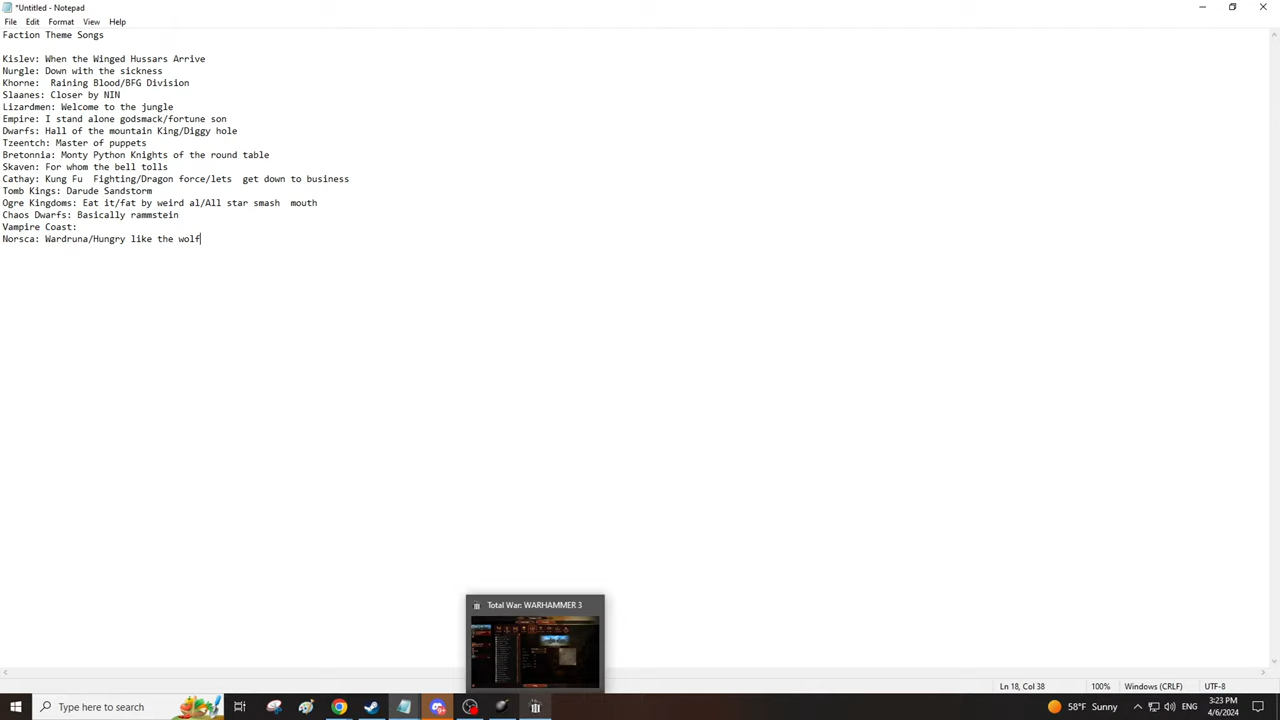 *Untitled - Notepad
File Edit Format View Help
Faction Theme Songs
Kislev: When the Winged Hussars Arrive
Nurgle: Down with the sickness
Khorne:  Raining Blood/BFG Division
Slaanes: Closer by NIN
Lizardmen: Welcome to the jungle
Empire: I stand alone godsmack/fortune son
Dwarfs: Hall of the mountain King/Diggy hole
Tzeentch: Master of puppets
Bretonnia: Monty Python Knights of the round table
Skaven: For whom the bell tolls
Cathay: Kung Fu  Fighting/Dragon force/lets  get down to business
Tomb Kings: Darude Sandstorm
Ogre Kingdoms: Eat it/fat by weird al/All star smash  mouth
Chaos Dwarfs: Basically rammstein
Vampire Coast:
Norsca: Wardruna/Hungry like the wolf
Total War: WARHAMMER 3
Ln 18, Col 38 100% Windows (CRLF) UTF-8
Type here to search 58°F Sunny ENG 3:23 PM
4/6/2024